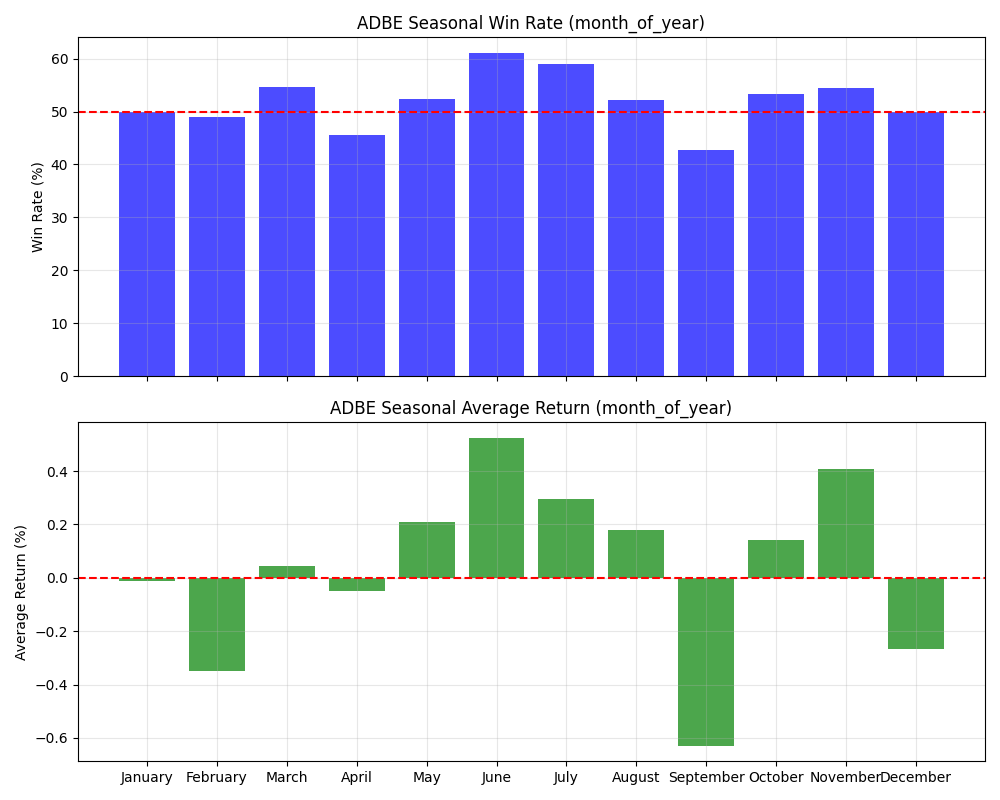 ADBE Seasonal Win Rate (month_of_year)
60
50
40
30
20
10
0
Win Rate (%)
ADBE Seasonal Average Return (month_of_year)
0.4
0.2
0.0
−0.2
−0.4
−0.6
Average Return (%)
January February March April May June July August September October November December